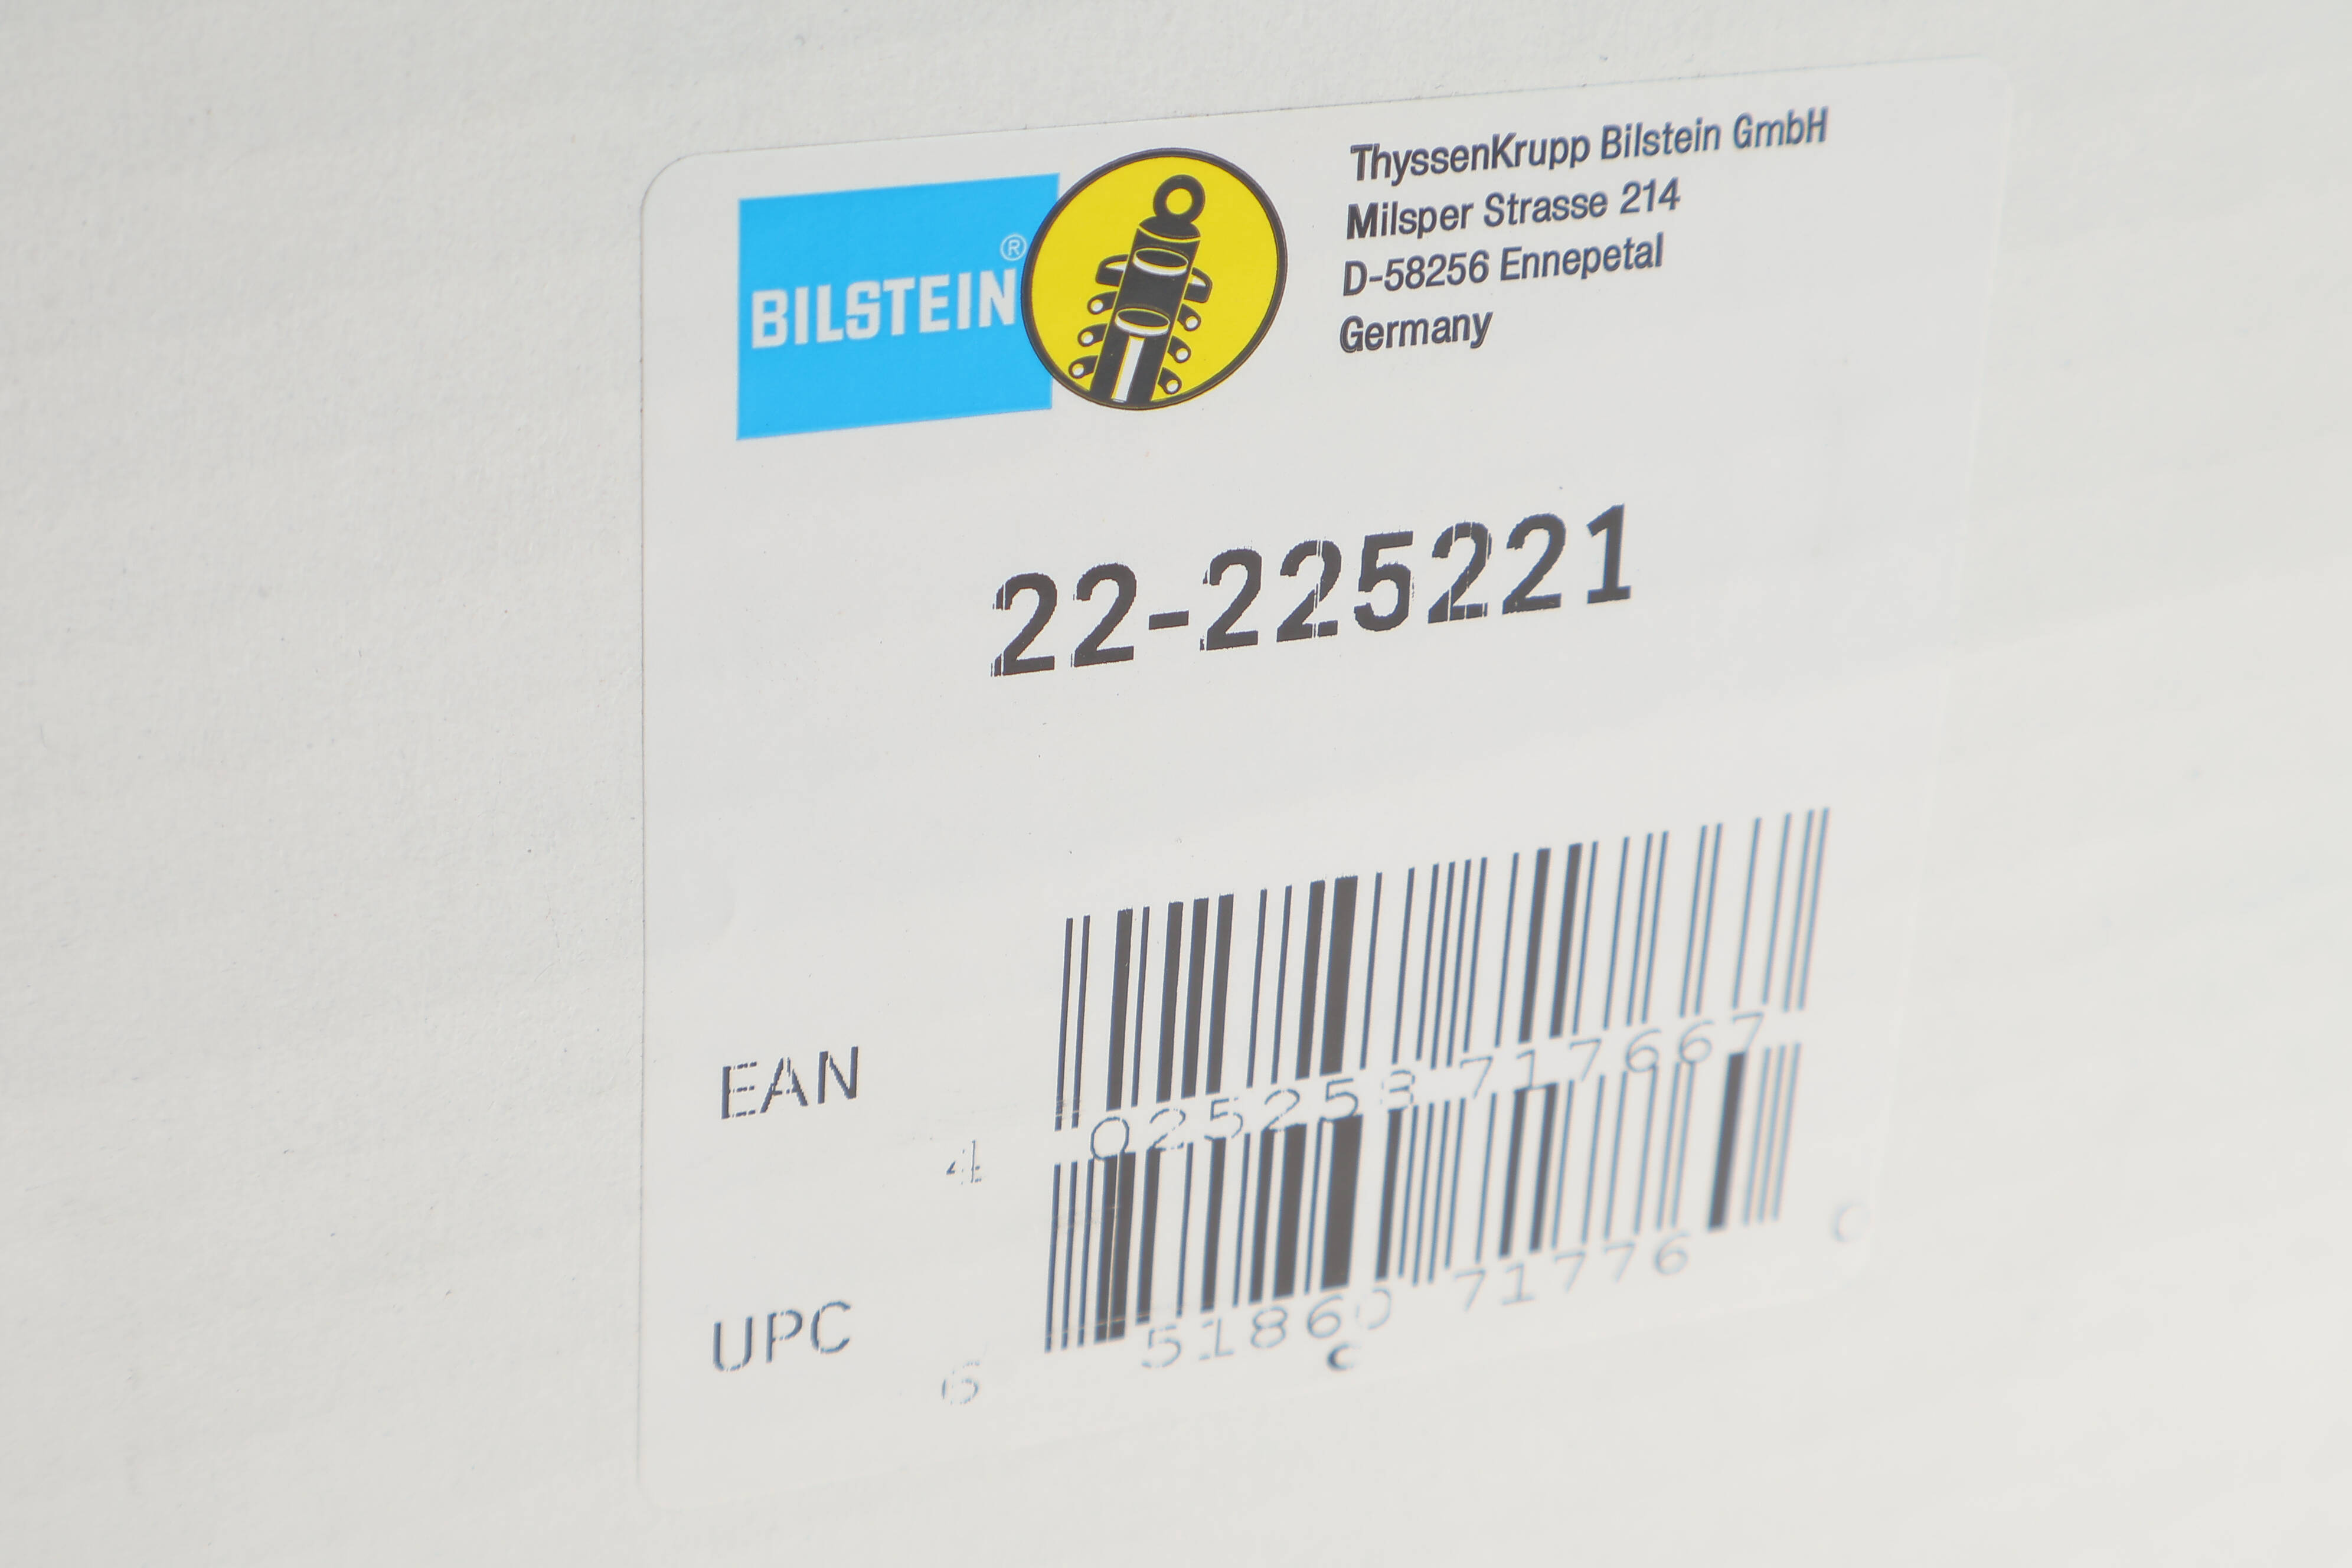 BILSTEIN®
ThyssenKrupp Bilstein GmbH
Milsper Strasse 214
D-58256 Ennepetal
Germany
22-225221
EAN
4 025258 717667
UPC
6 51860 71776 0